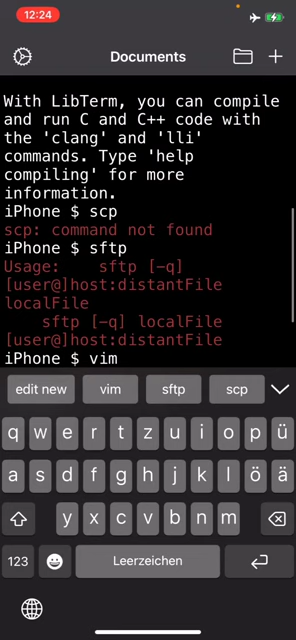 12:24
Documents
With LibTerm, you can compile
and run C and C++ code with
the 'clang' and 'lli'
commands. Type 'help
compiling' for more
information.
iPhone $ scp
scp: command not found
iPhone $ sftp
Usage:    sftp [-q]
[user@]host:distantFile
localFile
    sftp [-q] localFile
[user@]host:distantFile
iPhone $ vim
edit new vim sftp scp
q w e r t z u i o p ü
a s d f g h j k l ö ä
y x c v b n m
123 Leerzeichen